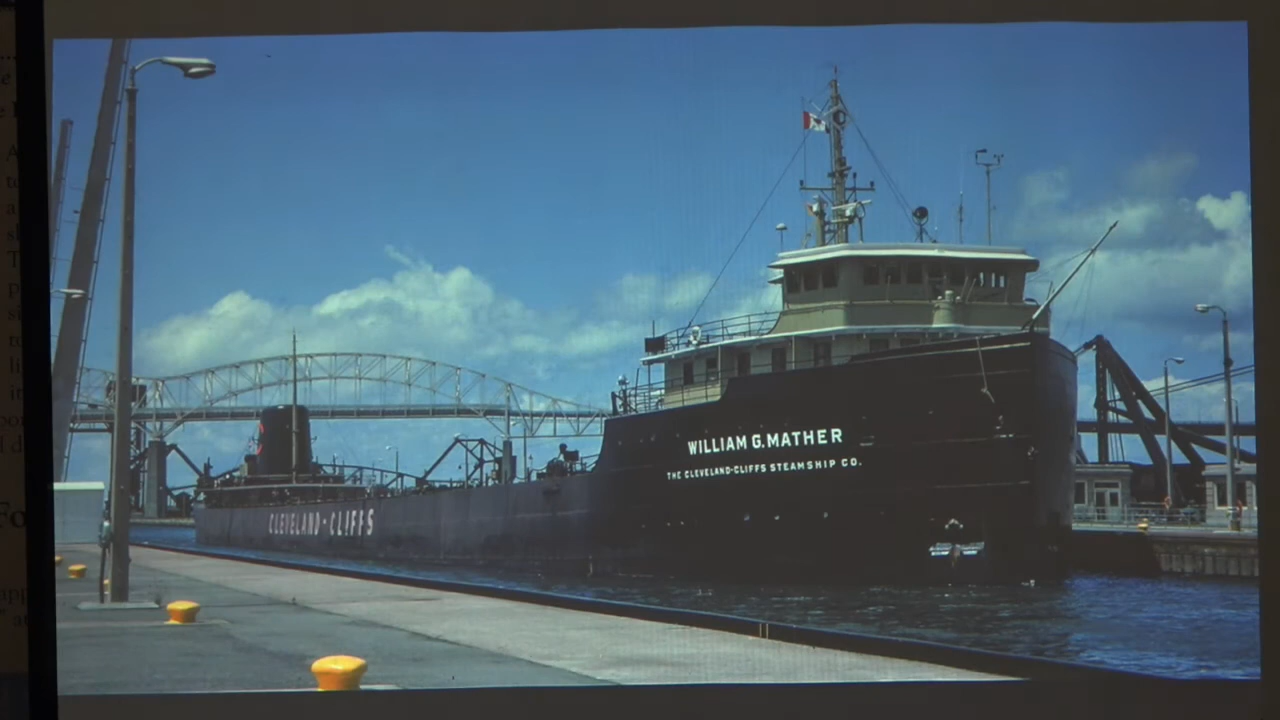 WILLIAM G. MATHER
THE CLEVELAND-CLIFFS STEAMSHIP CO.
CLEVELAND-CLIFFS